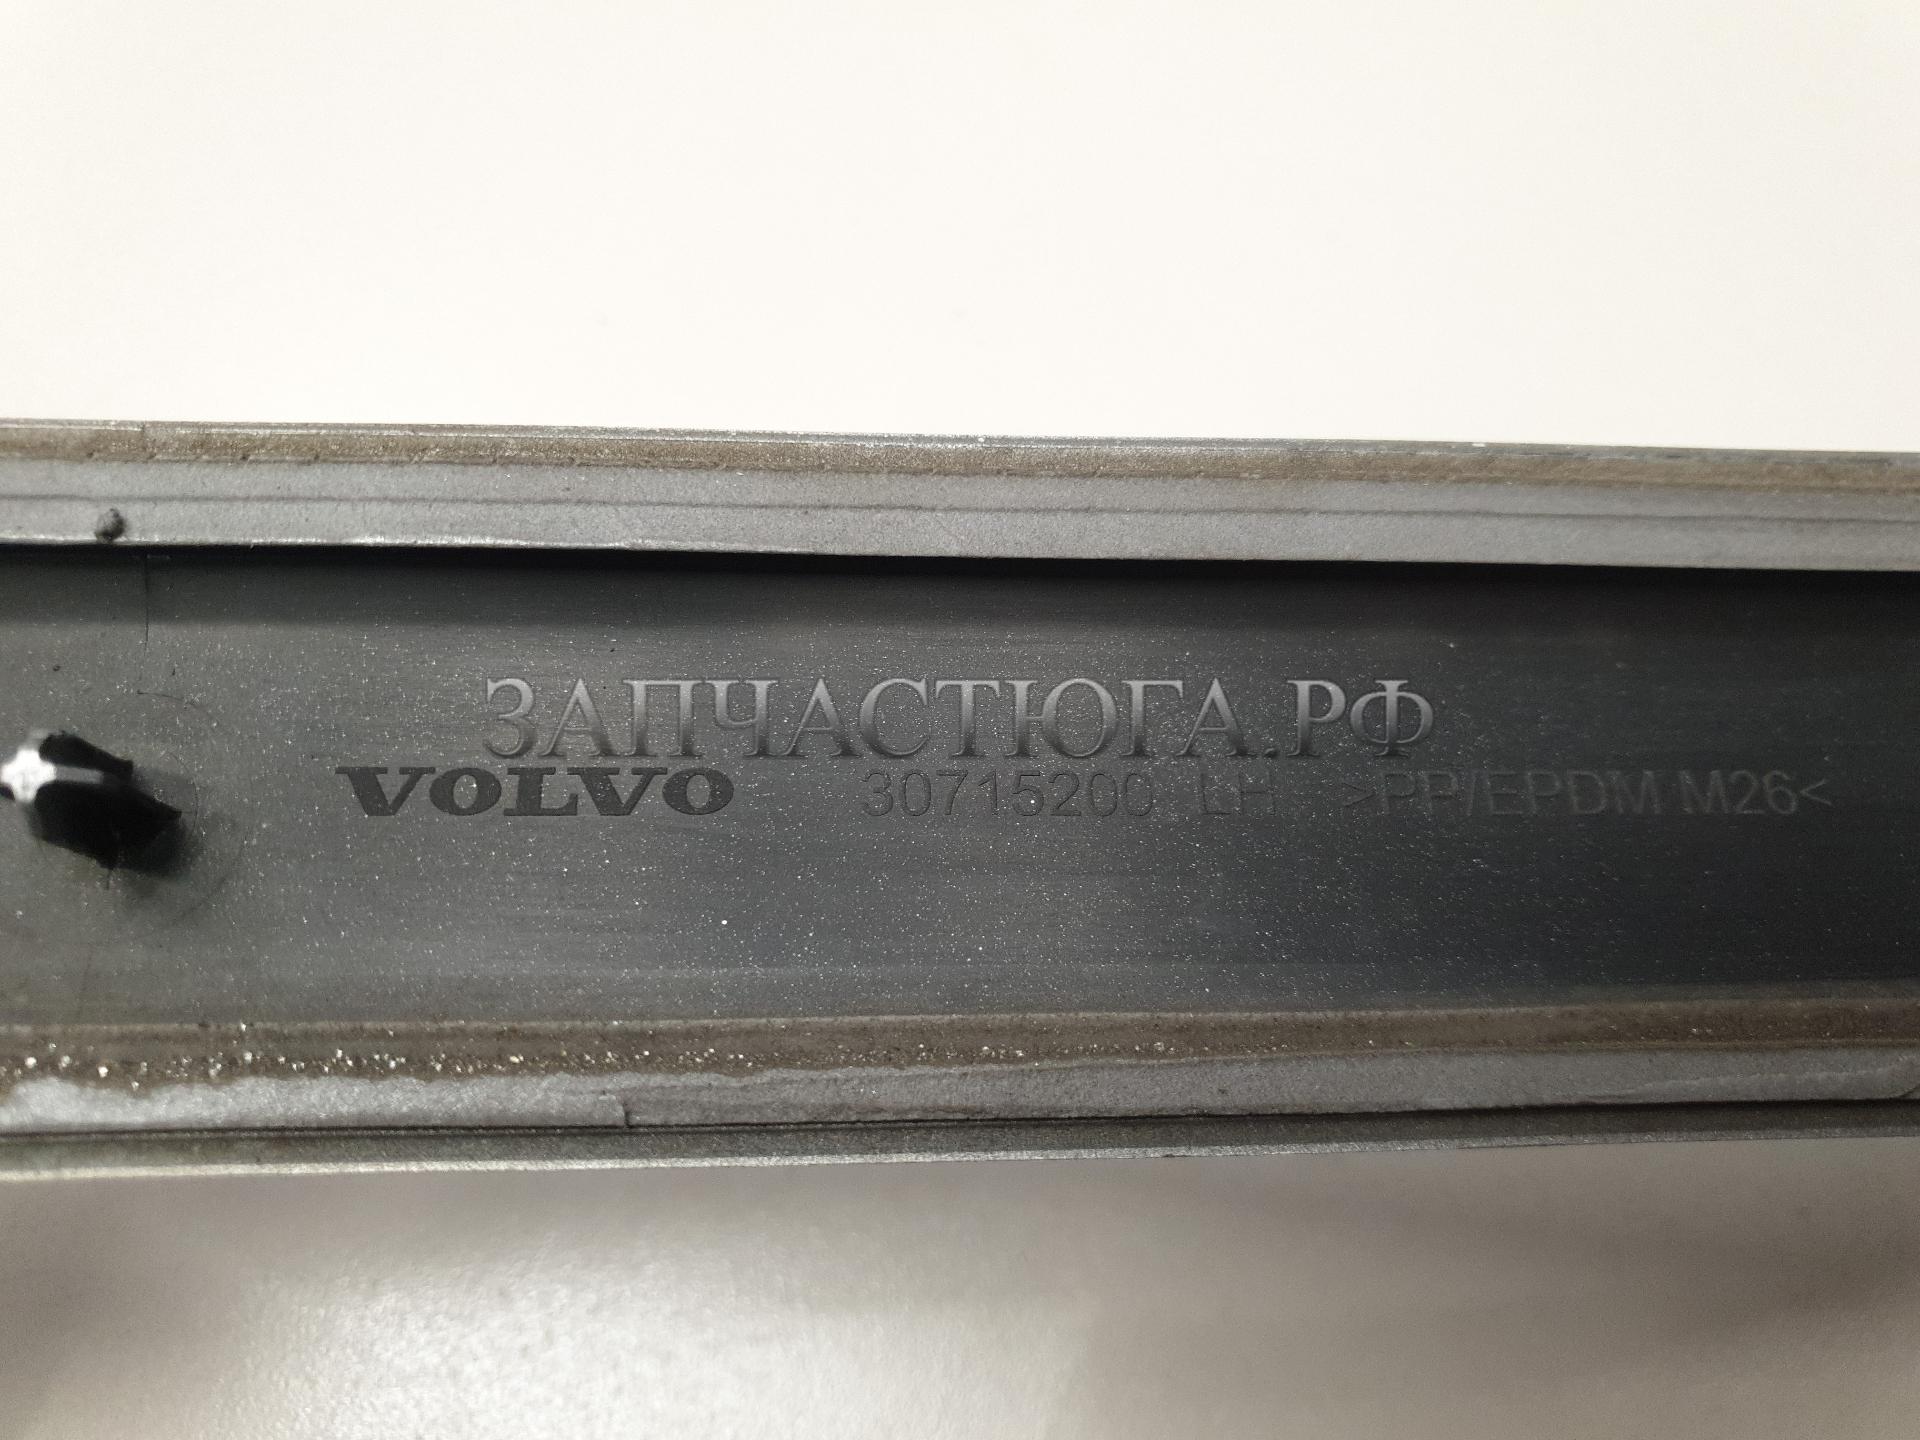 ЗАПЧАСТЮГА.РФ
VOLVO 30715200 LH >PP/EPDM M26<